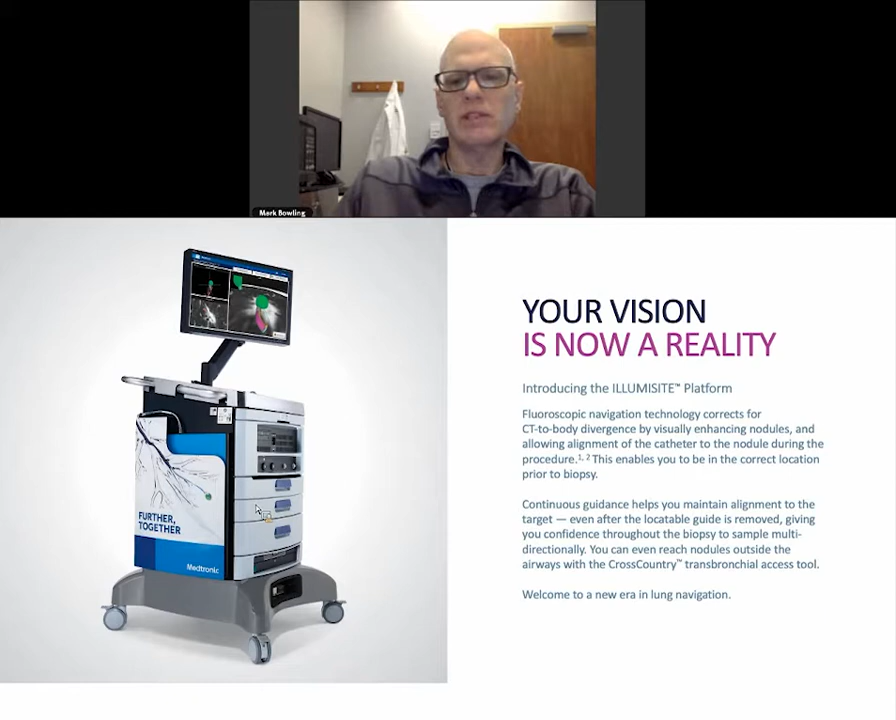 Mark Bowling
FURTHER,
TOGETHER
Medtronic
YOUR VISION
IS NOW A REALITY
Introducing the ILLUMISITE™ Platform
Fluoroscopic navigation technology corrects for
CT-to-body divergence by visually enhancing nodules, and
allowing alignment of the catheter to the nodule during the
procedure.1, 2 This enables you to be in the correct location
prior to biopsy.
Continuous guidance helps you maintain alignment to the
target — even after the locatable guide is removed, giving
you confidence throughout the biopsy to sample multi-
directionally. You can even reach nodules outside the
airways with the CrossCountry™ transbronchial access tool.
Welcome to a new era in lung navigation.